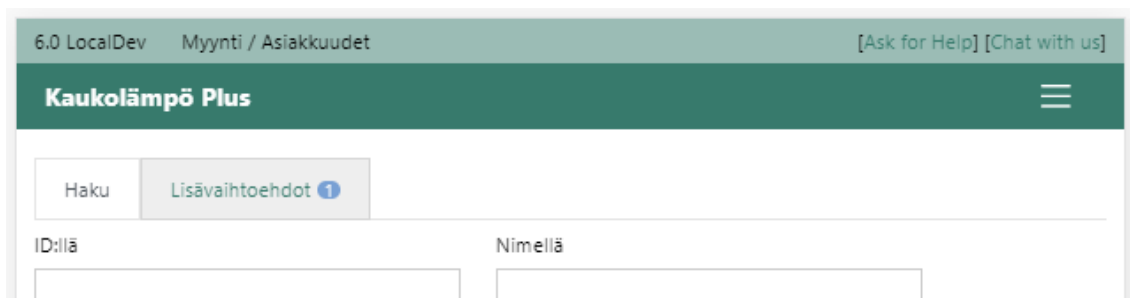 6.0 LocalDev Myynti / Asiakkuudet [Ask for Help] [Chat with us]
Kaukolämpö Plus
Haku Lisävaihtoehdot 1
ID:llä Nimellä